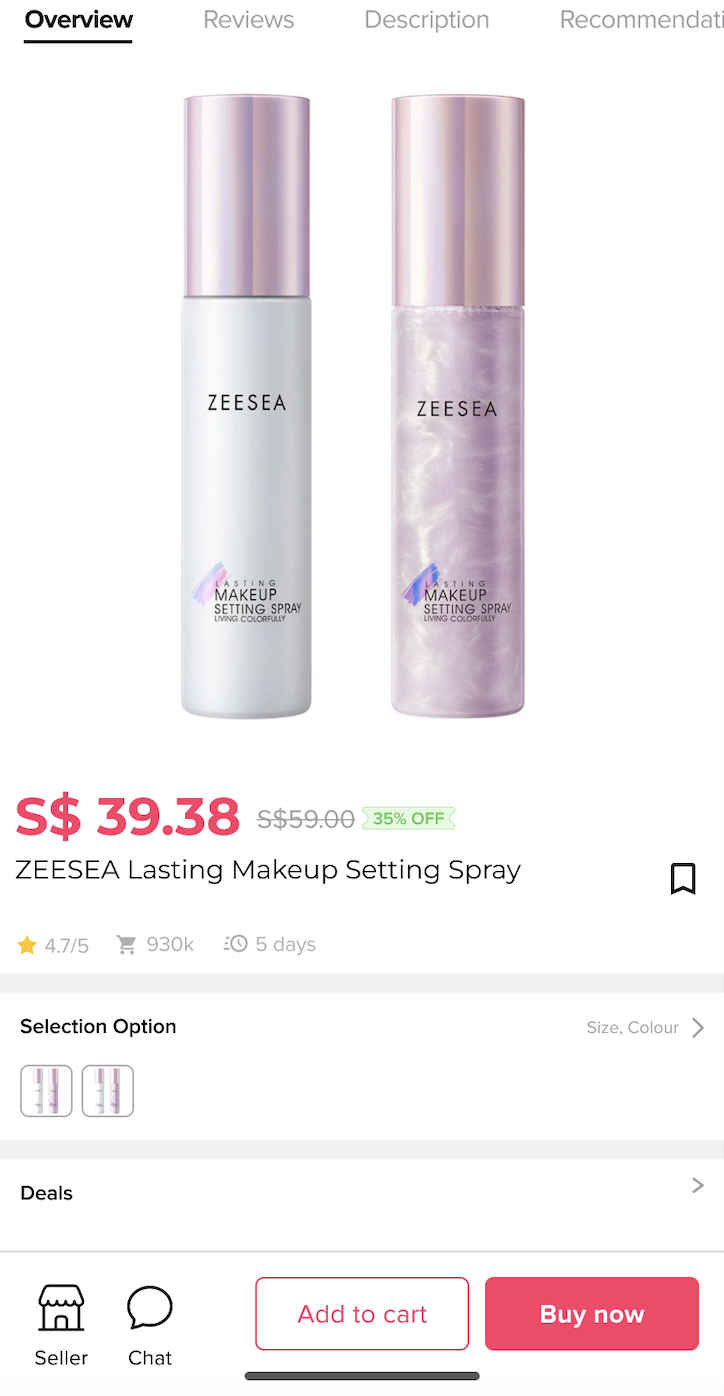 Overview Reviews Description Recommendati
ZEESEA
LASTING
MAKEUP
SETTING SPRAY
LIVING COLORFULLY
ZEESEA
LASTING
MAKEUP
SETTING SPRAY
LIVING COLORFULLY
S$ 39.38 S$59.00 35% OFF
ZEESEA Lasting Makeup Setting Spray
4.7/5 930k 5 days
Selection Option Size, Colour
Deals
Add to cart Buy now
Seller Chat